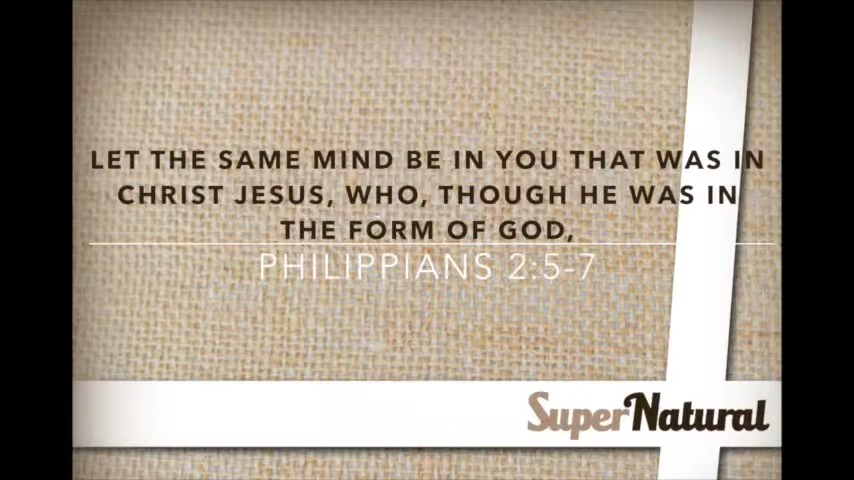 LET THE SAME MIND BE IN YOU THAT WAS IN
CHRIST JESUS, WHO, THOUGH HE WAS IN
THE FORM OF GOD,
PHILIPPIANS 2:5-7
SuperNatural